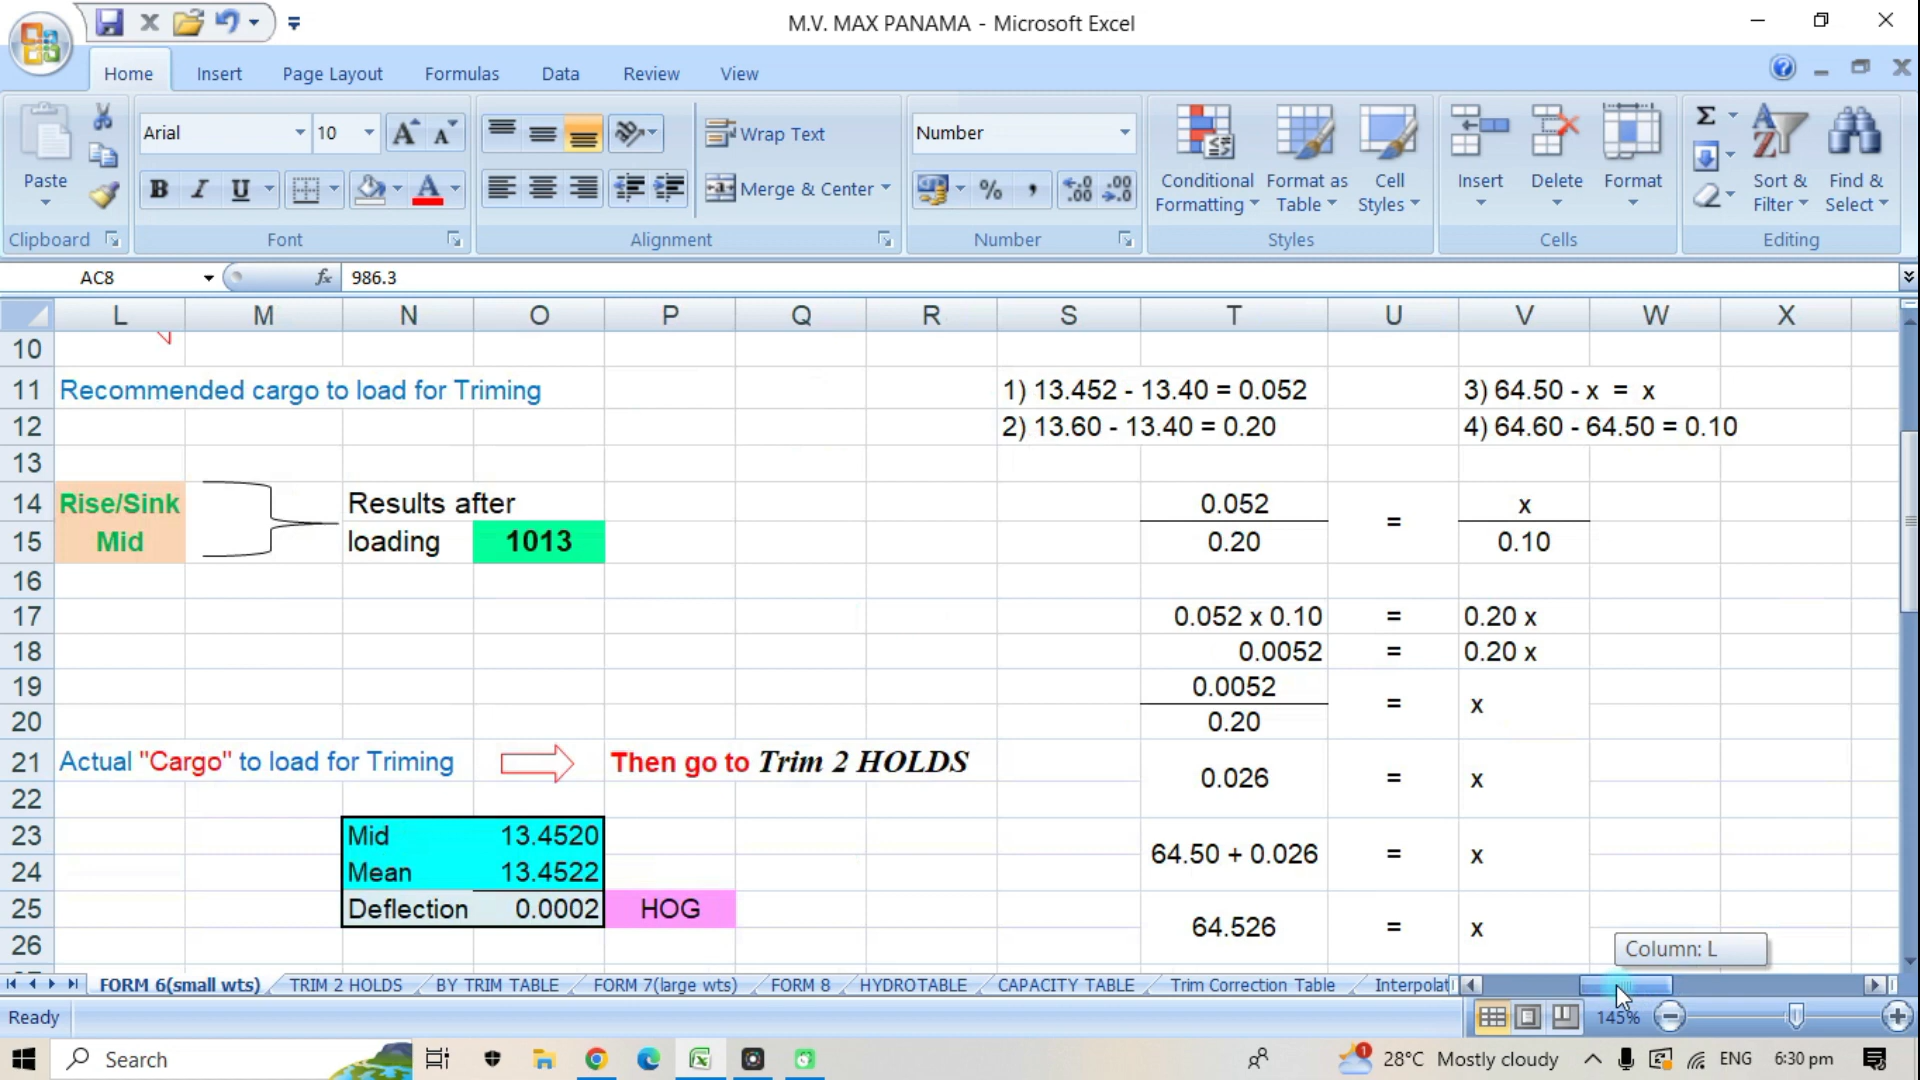 M.V. MAX PANAMA - Microsoft Excel
Home Insert Page Layout Formulas Data Review View
Paste
Clipboard
Arial 10
B I U
Font
Wrap Text
Merge & Center
Alignment
Number
% ,
Number
Conditional Formatting
Format as Table
Cell Styles
Styles
Insert
Delete
Format
Cells
Σ
Sort & Filter
Find & Select
Editing
AC8 fx 986.3
L M N O P Q R S T U V W X
10
11 Recommended cargo to load for Triming 1) 13.452 - 13.40 = 0.052 3) 64.50 - x = x
12 2) 13.60 - 13.40 = 0.20 4) 64.60 - 64.50 = 0.10
13
14 Rise/Sink Results after 0.052 = x
15 Mid loading 1013 0.20 0.10
16
17 0.052 x 0.10 = 0.20 x
18 0.0052 = 0.20 x
19 0.0052 = x
20 0.20
21 Actual "Cargo" to load for Triming Then go to Trim 2 HOLDS
0.026 = x
22
23 Mid 13.4520
64.50 + 0.026 = x
24 Mean 13.4522
25 Deflection 0.0002 HOG
64.526 = x
26
Column: L
FORM 6(small wts) TRIM 2 HOLDS BY TRIM TABLE FORM 7(large wts) FORM 8 HYDROTABLE CAPACITY TABLE Trim Correction Table Interpolat
Ready 145%
Search 1 28°C Mostly cloudy ENG 6:30 pm